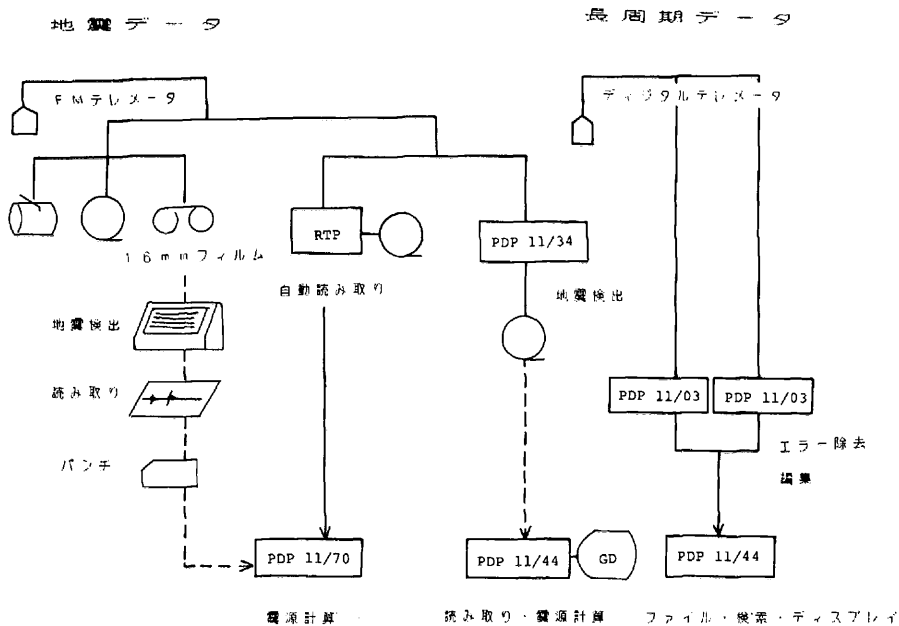 地震データ
長周期データ
FMテレメータ
ディジタルテレメータ
RTP
PDP 11/34
16mmフィルム
自動読み取り
地震検出
地震検出
読み取り
PDP 11/03
PDP 11/03
エラー除去
編集
パンチ
PDP 11/70
PDP 11/44
GD
PDP 11/44
震源計算
読み取り・震源計算
ファイル・検索・ディスプレイ